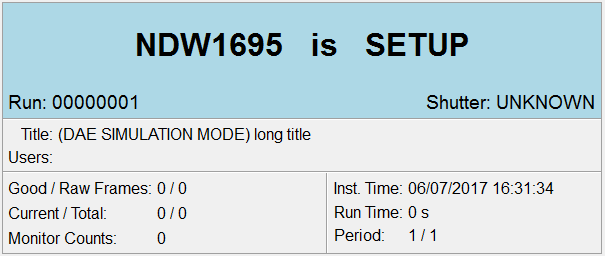 NDW1695 is SETUP
Run: 00000001 Shutter: UNKNOWN
Title: (DAE SIMULATION MODE) long title
Users:
Good / Raw Frames: 0 / 0 Inst. Time: 06/07/2017 16:31:34
Current / Total: 0 / 0 Run Time: 0 s
Monitor Counts: 0 Period: 1 / 1